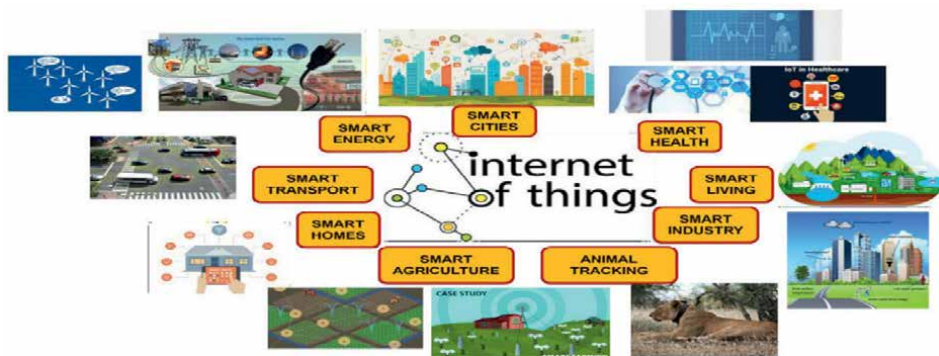 SMART
ENERGY
SMART
CITIES
SMART
HEALTH
SMART
TRANSPORT
internet
of things
SMART
LIVING
SMART
HOMES
SMART
INDUSTRY
SMART
AGRICULTURE
ANIMAL
TRACKING
IoT in Healthcare
CASE STUDY